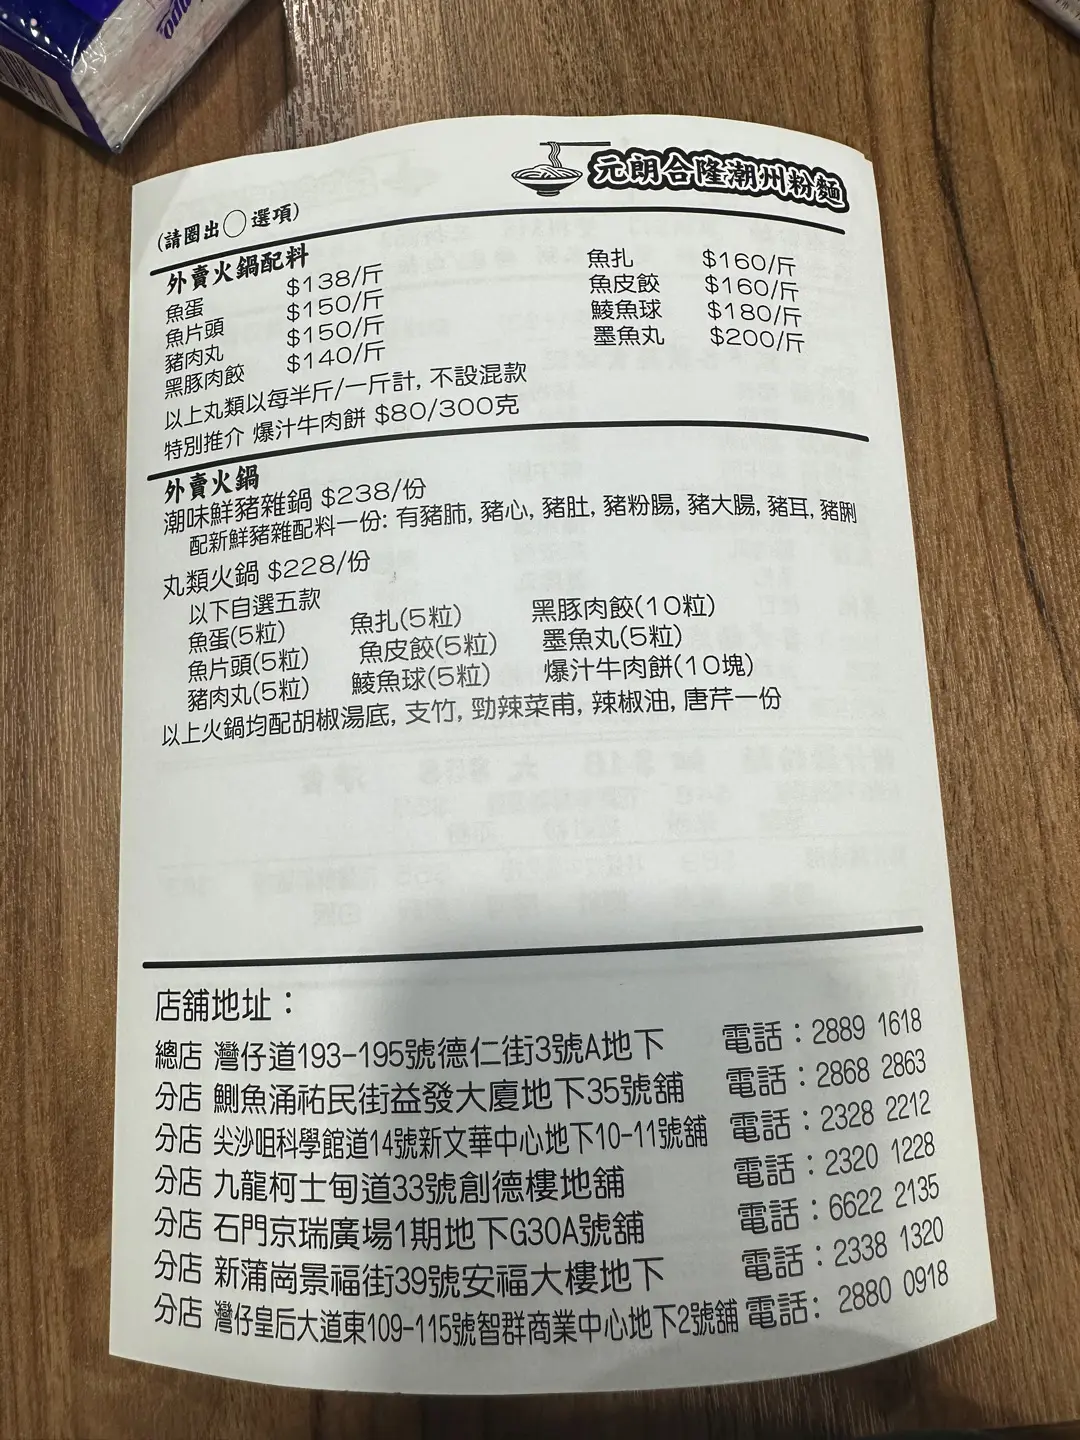 元朗合隆潮州粉麵
(請圈出○選項)
外賣火鍋配料
魚蛋 $138/斤 魚扎 $160/斤
魚片頭 $150/斤 魚皮餃 $160/斤
豬肉丸 $150/斤 鯪魚球 $180/斤
黑豚肉餃 $140/斤 墨魚丸 $200/斤
以上丸類以每半斤/一斤計, 不設混款
特別推介 爆汁牛肉餅 $80/300克
外賣火鍋
潮味鮮豬雜鍋 $238/份
配新鮮豬雜配料一份: 有豬肺, 豬心, 豬肚, 豬粉腸, 豬大腸, 豬耳, 豬脷
丸類火鍋 $228/份
以下自選五款
魚蛋(5粒) 魚扎(5粒) 黑豚肉餃(10粒)
魚片頭(5粒) 魚皮餃(5粒) 墨魚丸(5粒)
豬肉丸(5粒) 鯪魚球(5粒) 爆汁牛肉餅(10塊)
以上火鍋均配胡椒湯底, 支竹, 勁辣菜甫, 辣椒油, 唐芹一份
店舖地址：
總店 灣仔道193-195號德仁街3號A地下 電話：2889 1618
分店 鰂魚涌祐民街益發大廈地下35號舖 電話：2868 2863
分店 尖沙咀科學館道14號新文華中心地下10-11號舖 電話：2328 2212
分店 九龍柯士甸道33號創德樓地舖 電話：2320 1228
分店 石門京瑞廣場1期地下G30A號舖 電話：6622 2135
分店 新蒲崗景福街39號安福大樓地下 電話：2338 1320
分店 灣仔皇后大道東109-115號智群商業中心地下2號舖 電話: 2880 0918